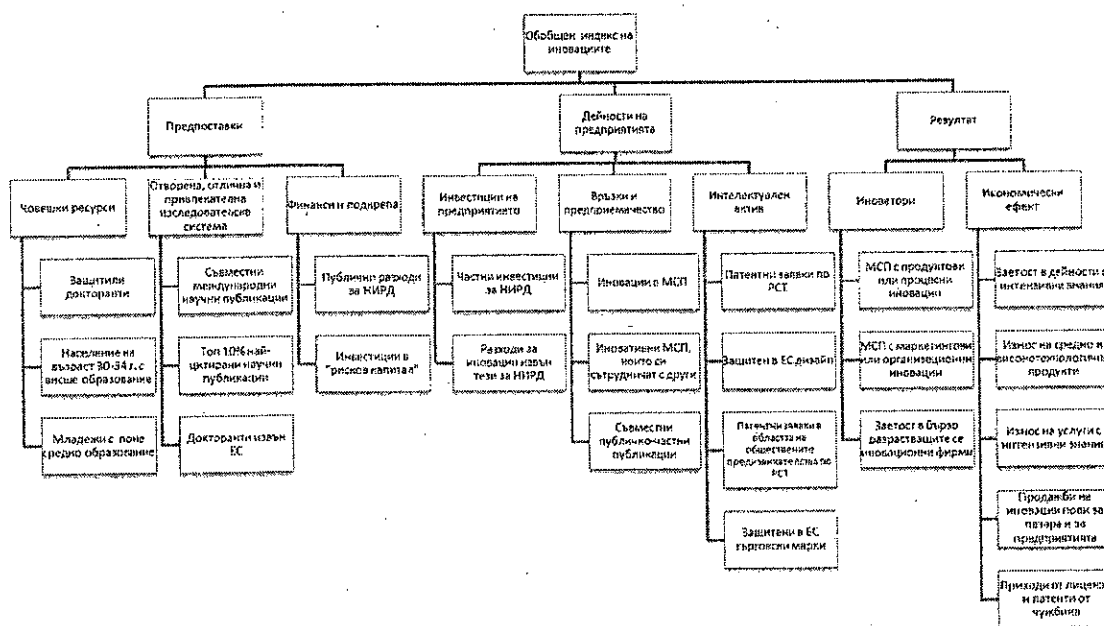 Обобщен индекс на
иновациите
Предпоставки
Дейности на
предприятията
Резултат
Човешки ресурси
Отворена, отлична и
привлекателна
изследователска
система
Финанси и подкрепа
Инвестиции на
предприятието
Връзки и
предприемачество
Интелектуален
актив
Иноватори
Икономически
ефект
Защитили
докторанти
Население на
възраст 30-34 г. с
висше образование
Младежи с поне
средно образование
Съвместни
международни
научни публикации
Топ 10% най-
цитирани научни
публикации
Докторанти извън
ЕС
Публични разходи
за НИРД
Инвестиции в
"рисков капитал"
Частни инвестиции
за НИРД
Разходи за
иновации извън
тези за НИРД
Иновации в МСП
Иновативни МСП,
които си
сътрудничат с други
Съвместни
публично-частни
публикации
Патентни заявки по
РСТ
Защитен в ЕС дизайн
Патентни заявки в
областта на
обществените
предизвикателства по
РСТ
Защитени в ЕС
търговски марки
МСП с продуктови
или процесни
иновации
МСП с маркетингови
или организационни
иновации
Заетост в бързо
разрастващите се
иновационни фирми
Заетост в дейности с
интензивни знания
Износ на средно и
високотехнологични
продукти
Износ на услуги с
интензивни знания
Продажби на
иновации нови за
пазара и за
предприятията
Приходи от лиценз
и патенти от
чужбина